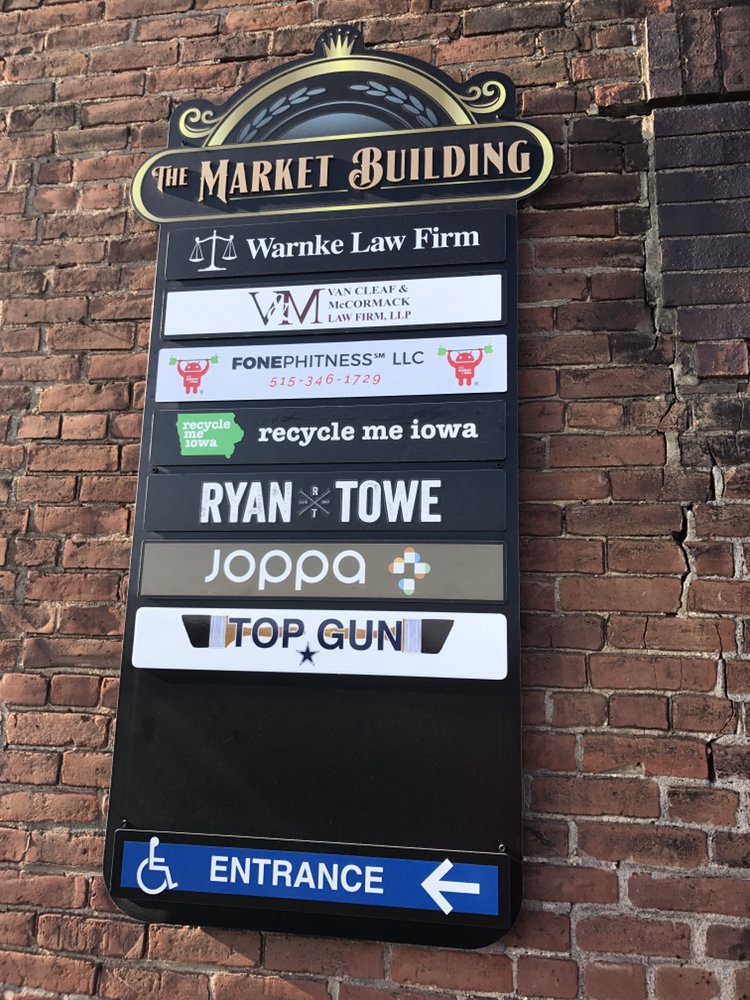 The Market Building
Warnke Law Firm
V&M
VAN CLEAF &
McCORMACK
LAW FIRM, LLP
FONEPHITNESS℠ LLC
515-346-1729
recycle
me
iowa
recycle me iowa
RYAN R T TOWE
Joppa
TOP GUN
ENTRANCE